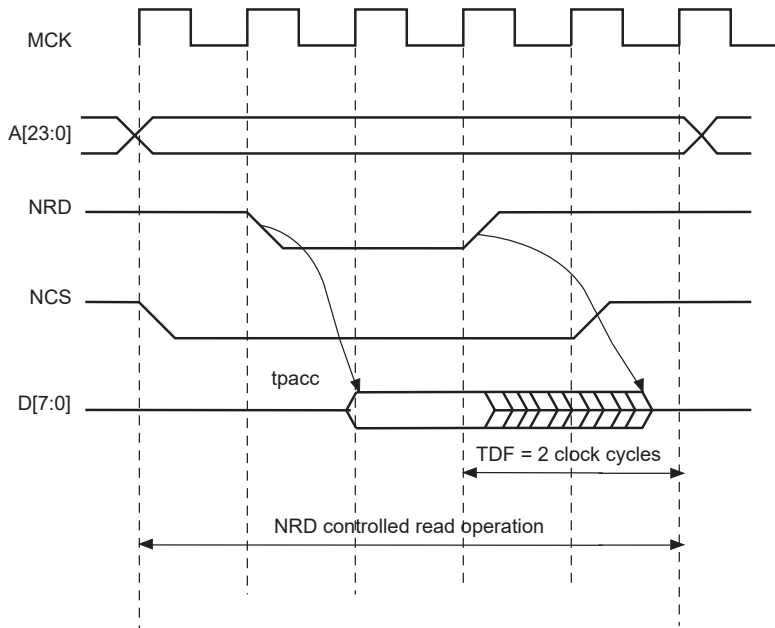 MCK
A[23:0]
NRD
NCS
tpacc
D[7:0]
TDF = 2 clock cycles
NRD controlled read operation